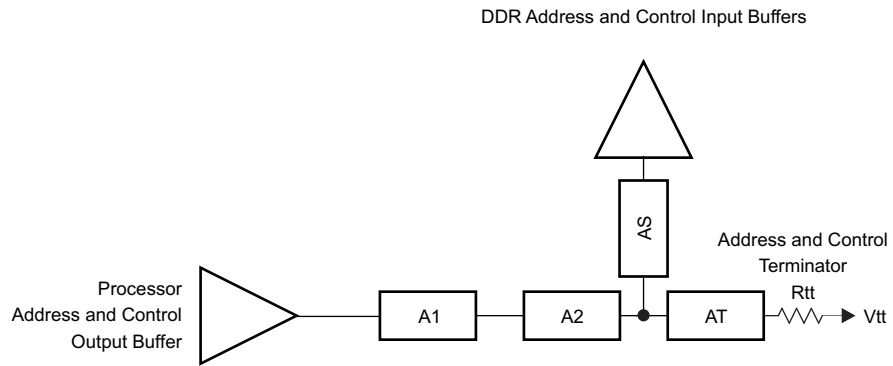 DDR Address and Control Input Buffers
AS
Address and Control
Terminator
Rtt
Processor
Address and Control
Output Buffer
A1
A2
AT
Vtt